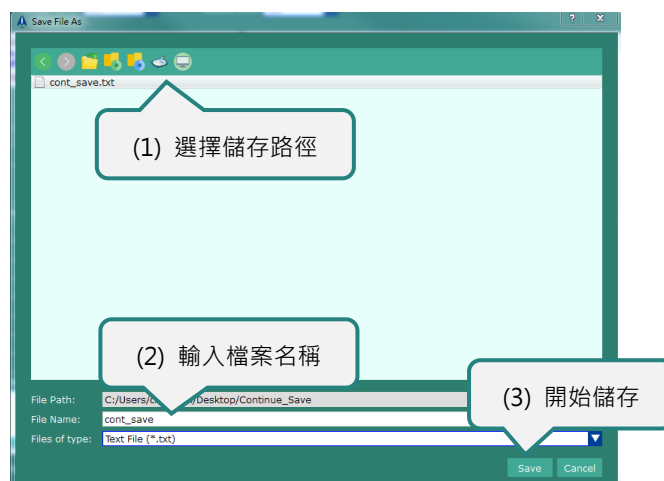 Save File As
cont_save.txt
(1) 選擇儲存路徑
(2) 輸入檔案名稱
(3) 開始儲存
File Path: C:/Users/ /Desktop/Continue_Save
File Name: cont_save
Files of type: Text File (*.txt)
Save Cancel